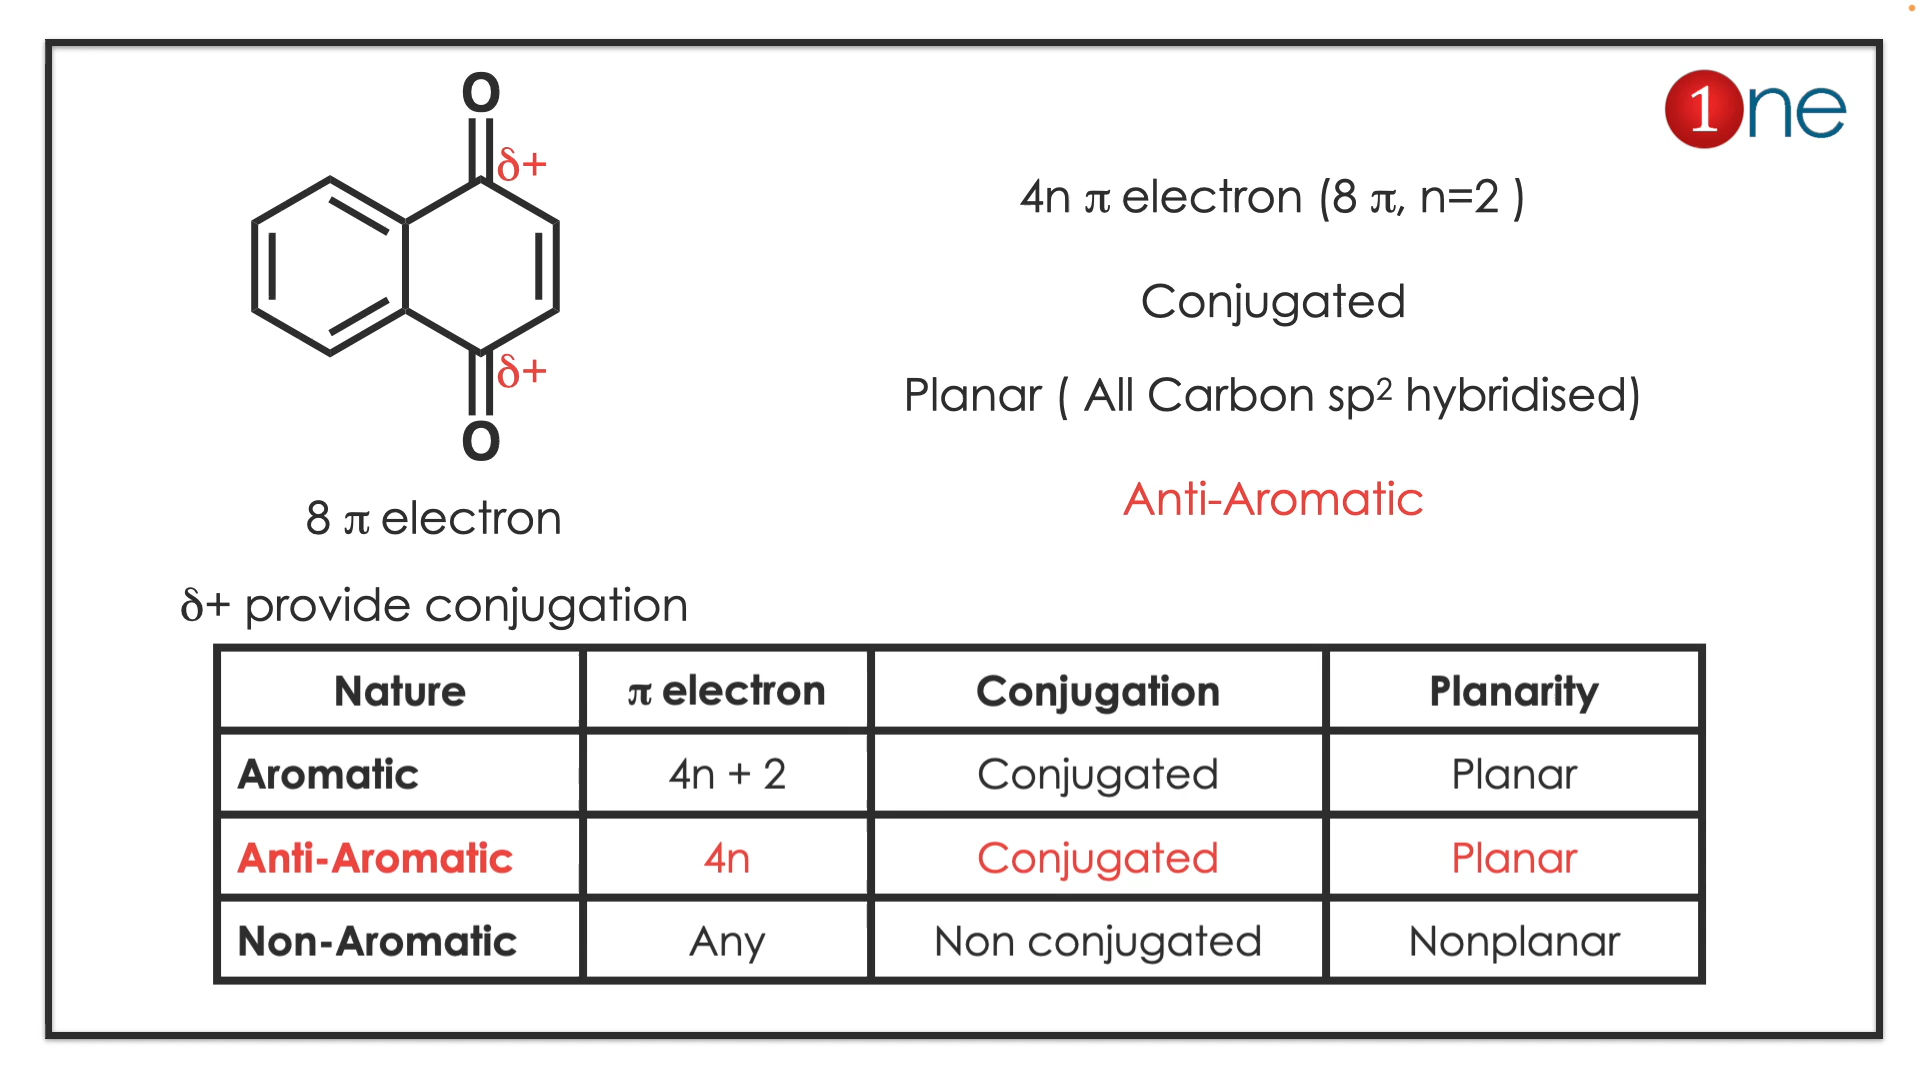 O
δ+
δ+
O
8 π electron
δ+ provide conjugation
1ne
4n π electron (8 π, n=2 )
Conjugated
Planar ( All Carbon sp² hybridised)
Anti-Aromatic
Nature π electron Conjugation Planarity
Aromatic 4n + 2 Conjugated Planar
Anti-Aromatic 4n Conjugated Planar
Non-Aromatic Any Non conjugated Nonplanar